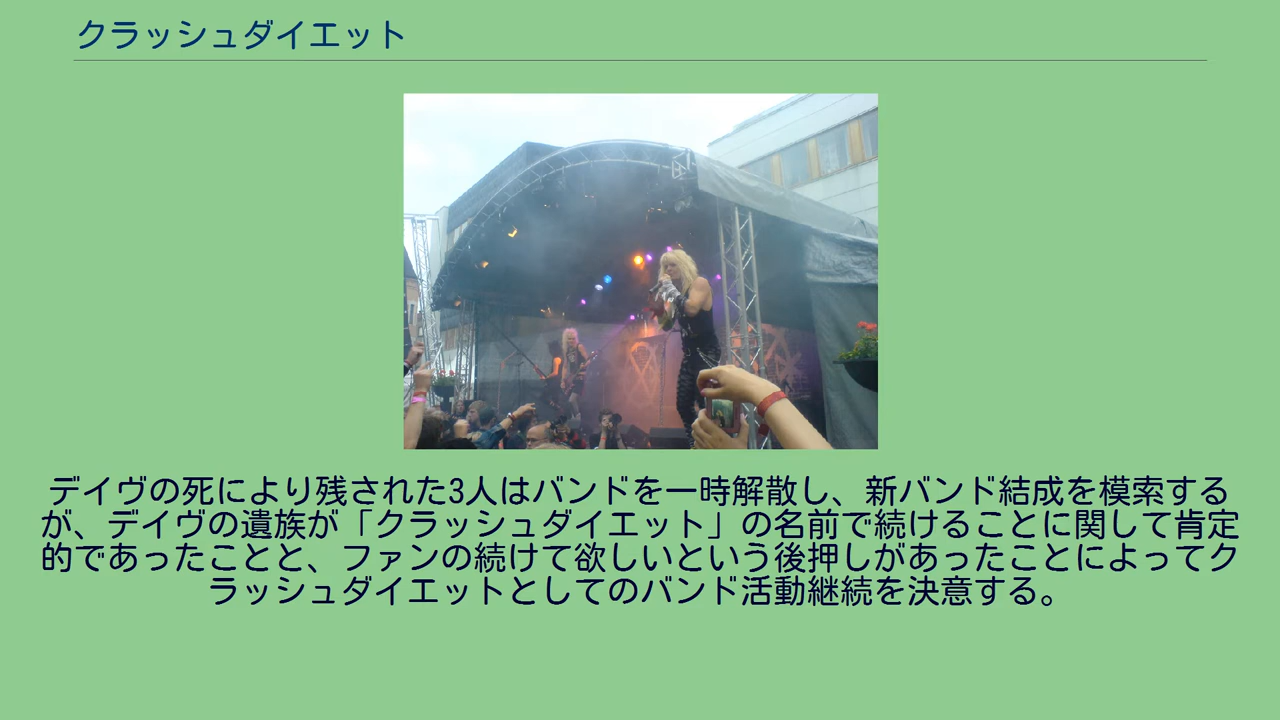 クラッシュダイエット
デイヴの死により残された3人はバンドを一時解散し、新バンド結成を模索する
が、デイヴの遺族が「クラッシュダイエット」の名前で続けることに関して肯定
的であったことと、ファンの続けて欲しいという後押しがあったことによってク
ラッシュダイエットとしてのバンド活動継続を決意する。